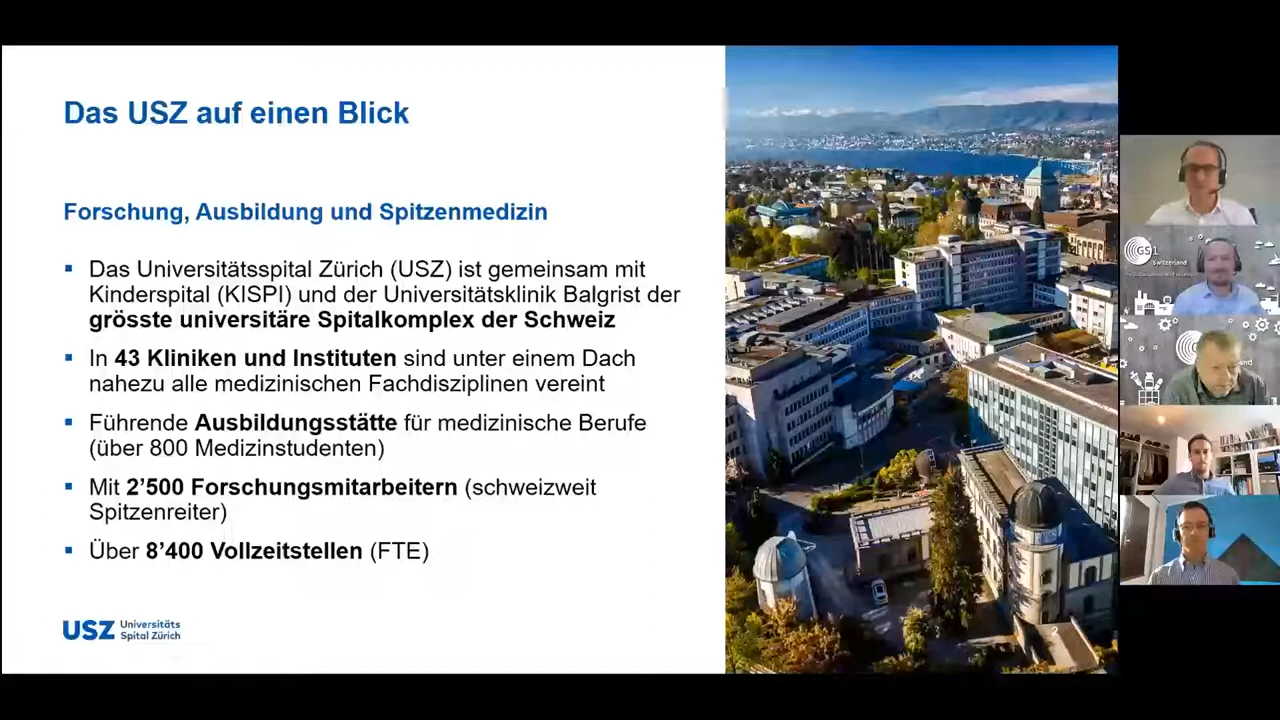 Das USZ auf einen Blick
Forschung, Ausbildung und Spitzenmedizin
Das Universitätsspital Zürich (USZ) ist gemeinsam mit
Kinderspital (KISPI) und der Universitätsklinik Balgrist der
grösste universitäre Spitalkomplex der Schweiz
In 43 Kliniken und Instituten sind unter einem Dach
nahezu alle medizinischen Fachdisziplinen vereint
Führende Ausbildungsstätte für medizinische Berufe
(über 800 Medizinstudenten)
Mit 2’500 Forschungsmitarbeitern (schweizweit
Spitzenreiter)
Über 8’400 Vollzeitstellen (FTE)
USZ Universitäts
Spital Zürich
2
GS1
Switzerland